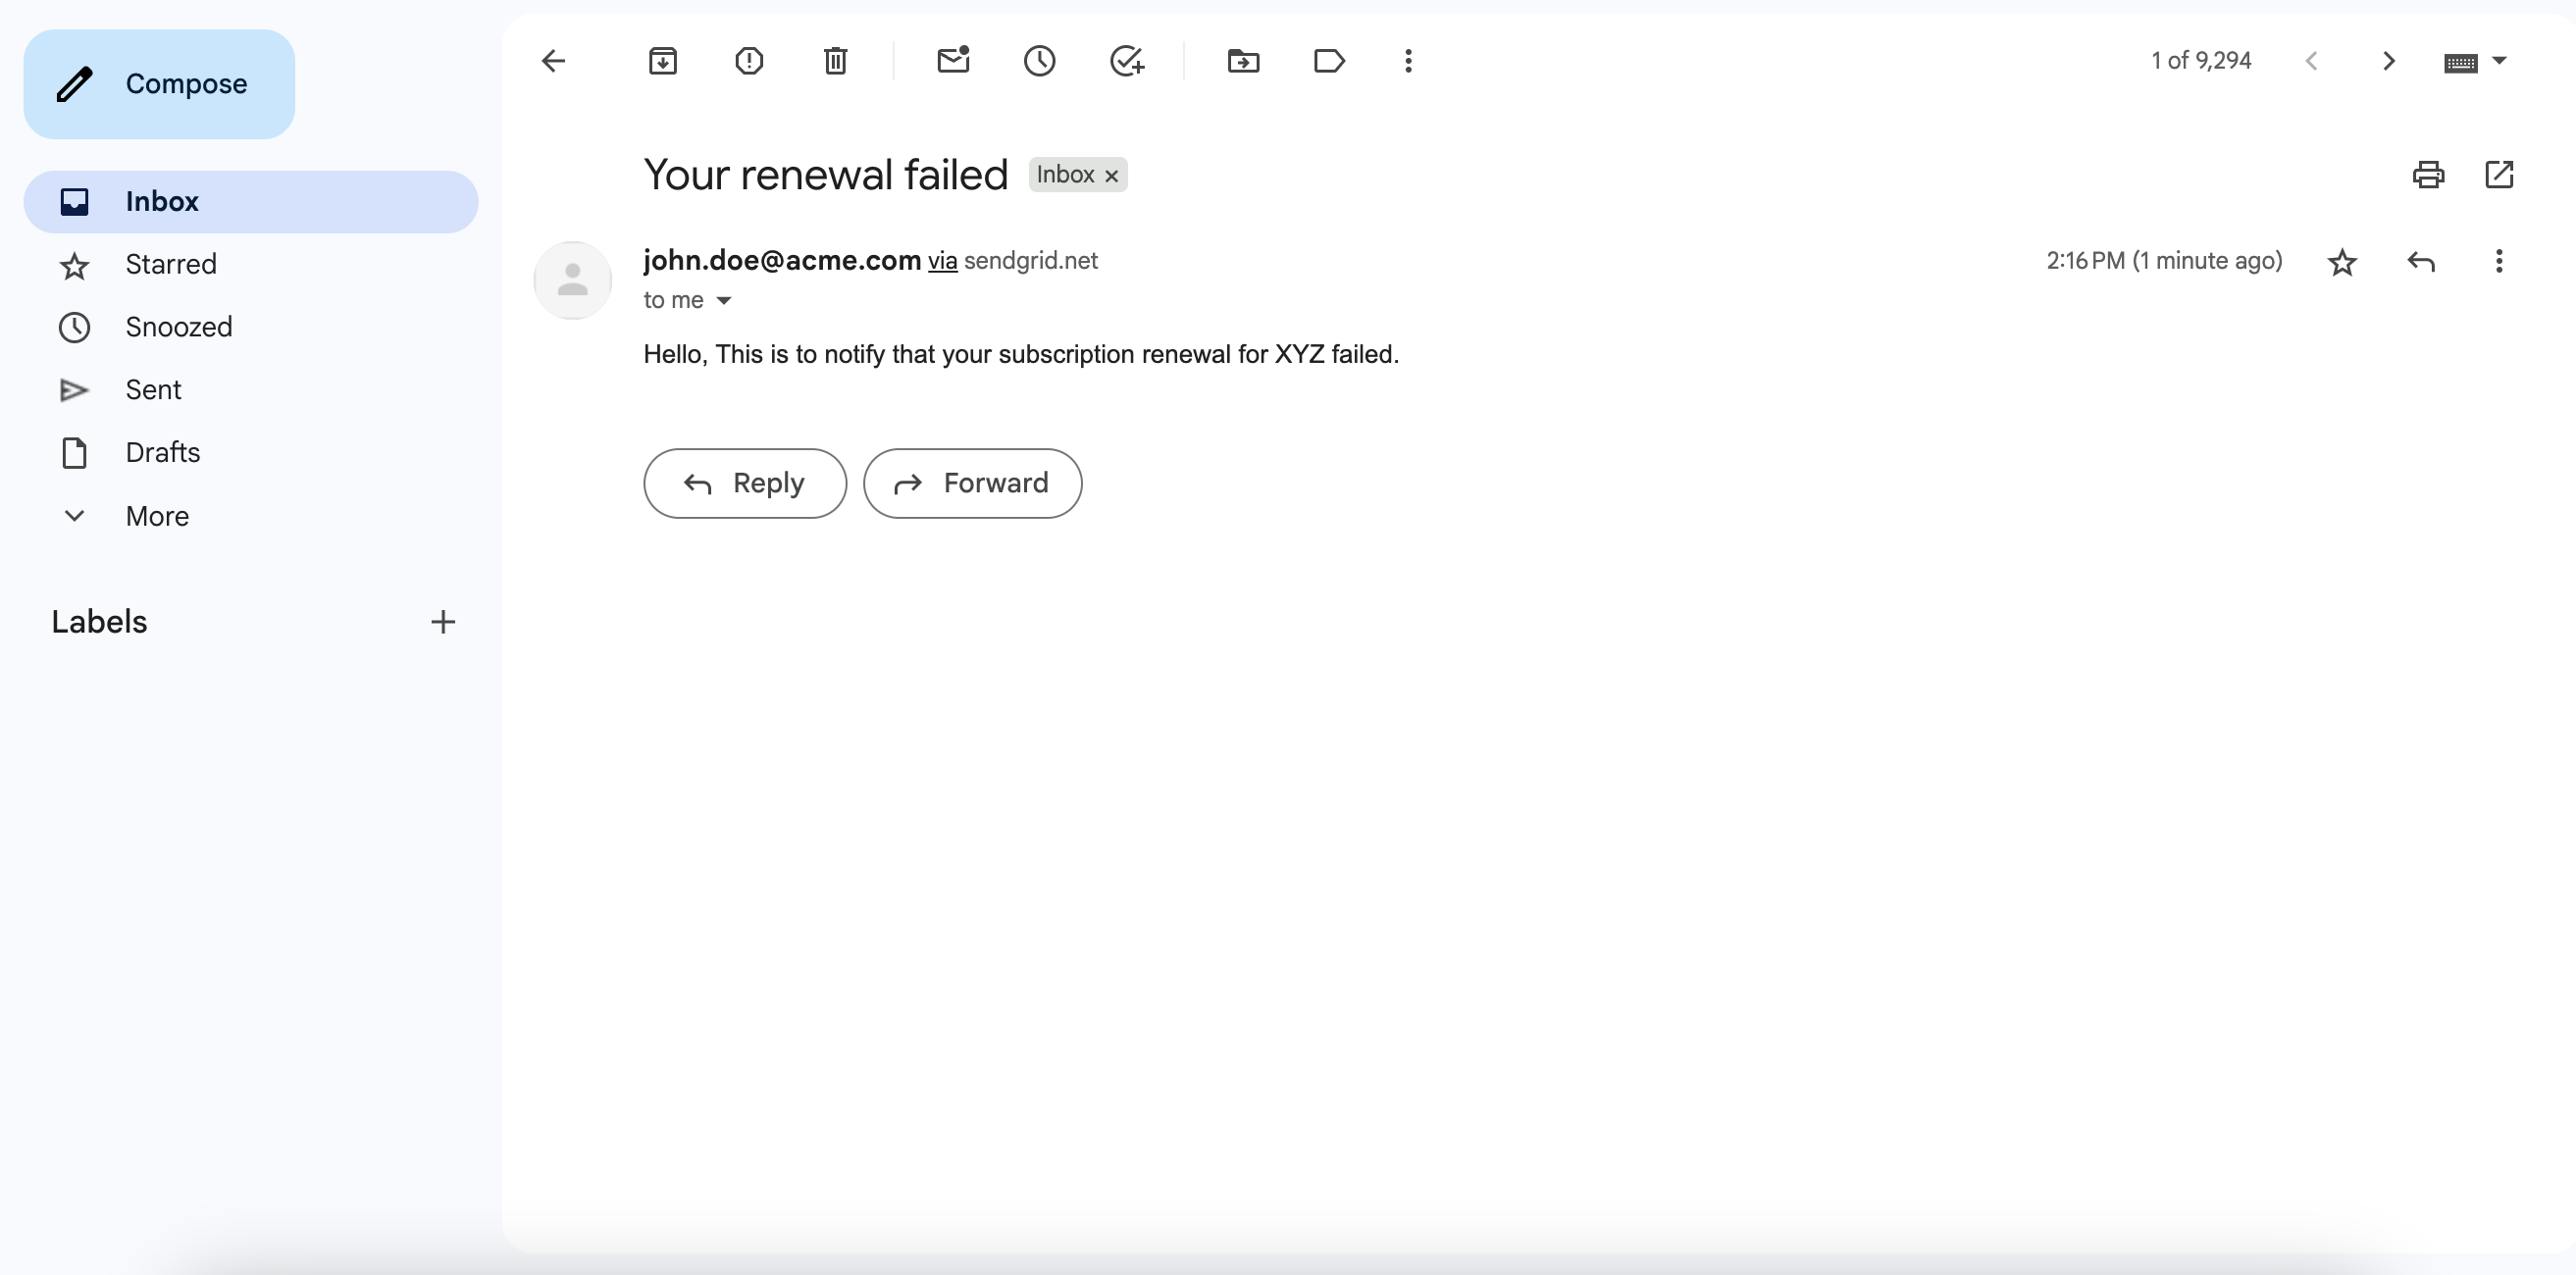 Compose
Inbox
Starred
Snoozed
Sent
Drafts
More
Labels
1 of 9,294
Your renewal failed
Inbox ×
john.doe@acme.com via sendgrid.net
2:16 PM (1 minute ago)
to me
Hello, This is to notify that your subscription renewal for XYZ failed.
Reply
Forward